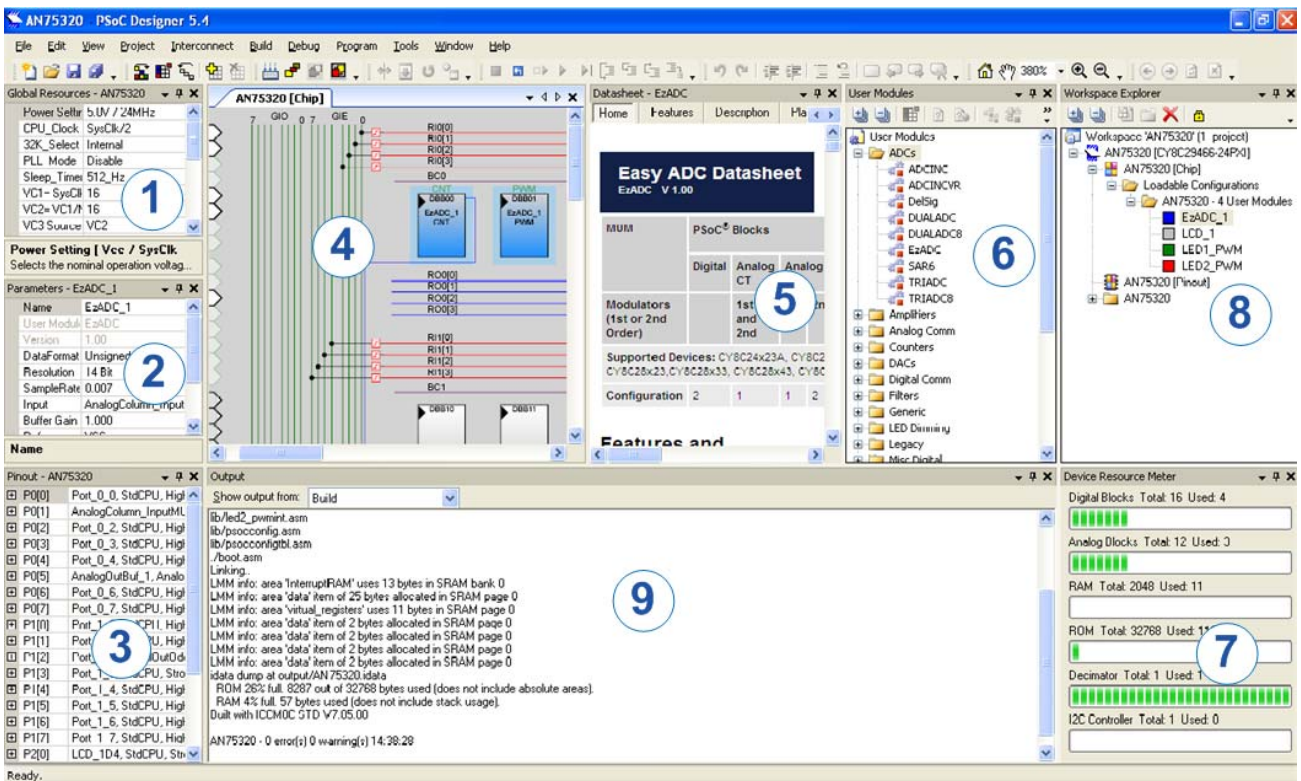 AN75320 - PSoC Designer 5.4
File Edit View Project Interconnect Build Debug Program Tools Window Help
380%
Global Resources - AN75320
Power Settir 5.0V / 24MHz
CPU_Clock SysClk/2
32K_Select Internal
PLL Mode Disable
Sleep_Timer 512_Hz
VC1= SysCl 16
VC2= VC1/N 16
VC3 Source VC2
1
Power Setting [ Vcc / SysClk
Selects the nominal operation voltag...
Parameters - EzADC_1
Name EzADC_1
User Modul EzADC
Version 1.00
DataFormat Unsigned
Resolution 14 Bit
SampleRate 0.007
Input AnalogColumn_Input
Buffer Gain 1.000
2
Name
Pinout - AN75320
P0[0] Port_0_0, StdCPU, High
P0[1] AnalogColumn_InputMU
P0[2] Port_0_2, StdCPU, High
P0[3] Port_0_3, StdCPU, High
P0[4] Port_0_4, StdCPU, High
P0[5] AnalogOutBuf_1, Analo
P0[6] Port_0_6, StdCPU, High
P0[7] Port_0_7, StdCPU, High
P1[0]
P1[1]
P1[2]
P1[3] Port_1_3, StdCPU, Stro
P1[4] Port_1_4, StdCPU, High
P1[5] Port_1_5, StdCPU, High
P1[6] Port_1_6, StdCPU, High
P1[7] Port_1_7, StdCPU, High
P2[0] LCD_1D4, StdCPU, Stro
3
AN75320 [Chip]
7 GIO 0 7 GIE 0
RI0[0]
RI0[1]
RI0[2]
RI0[3]
BC0
CNT PWM
DBB00 DBB01
EzADC_1 EzADC_1
CNT PWM
4
RO0[0]
RO0[1]
RO0[2]
RO0[3]
RI1[0]
RI1[1]
RI1[2]
RI1[3]
BC1
DBB10 DBB11
Datasheet - EzADC
Home Features Description Pla
Easy ADC Datasheet
EzADC V 1.00
MUM PSoC® Blocks
Digital Analog CT Analog
Modulators (1st or 2nd Order) 1st and 2nd
5
Supported Devices: CY8C24x23A, CY8C2
CY8C28x23,CY8C28x33, CY8C28x43, CY8C
Configuration 2 1 1 2
Features and
User Modules
User Modules
ADCs
ADCINC
ADCINCVR
DelSig
DUALADC
DUALADC8
EzADC
SAR6
TRIADC
TRIADC8
Amplifiers
Analog Comm
Counters
DACs
Digital Comm
Filters
Generic
LED Dimming
Legacy
Misc Digital
6
Workspace Explorer
Workspace 'AN75320' (1 project)
AN75320 [CY8C29466-24PXI]
AN75320 [Chip]
Loadable Configurations
AN75320 - 4 User Modules
EzADC_1
LCD_1
LED1_PWM
LED2_PWM
AN75320 [Pinout]
AN75320
8
Output
Show output from: Build
lib/led2_pwmint.asm
lib/psocconfig.asm
lib/psocconfigtbl.asm
./boot.asm
Linking..
LMM info: area 'InterruptRAM' uses 13 bytes in SRAM bank 0
LMM info: area 'data' item of 25 bytes allocated in SRAM page 0
LMM info: area 'virtual_registers' uses 11 bytes in SRAM page 0
LMM info: area 'data' item of 2 bytes allocated in SRAM page 0
LMM info: area 'data' item of 2 bytes allocated in SRAM page 0
LMM info: area 'data' item of 2 bytes allocated in SRAM page 0
LMM info: area 'data' item of 2 bytes allocated in SRAM page 0
idata dump at output/AN75320.idata
ROM 26% full. 8287 out of 32768 bytes used (does not include absolute areas).
RAM 4% full. 57 bytes used (does not include stack usage).
Built with ICCM8C STD V7.05.00
AN75320 - 0 error(s) 0 warning(s) 14:38:28
9
Device Resource Meter
Digital Blocks Total: 16 Used: 4
Analog Blocks Total: 12 Used: 3
RAM Total: 2048 Used: 11
ROM Total: 32768 Used:
7
Decimator Total: 1 Used: 1
I2C Controller Total: 1 Used: 0
Ready.